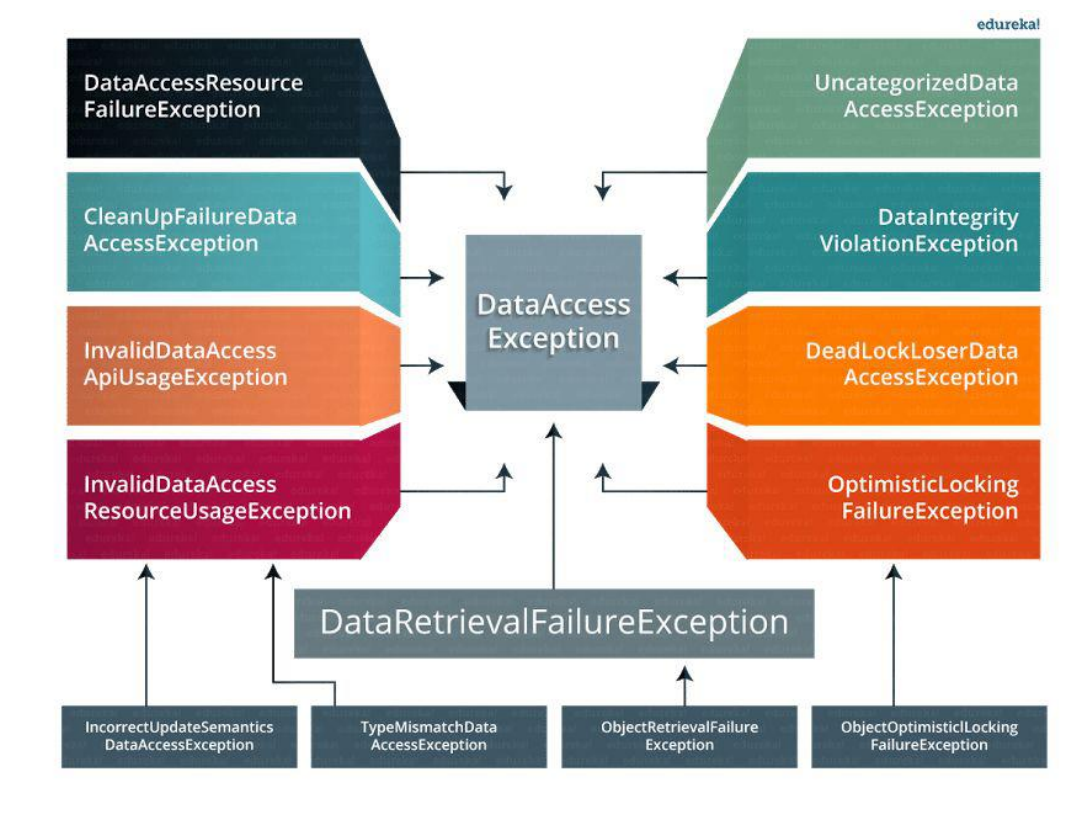 edureka!
DataAccessResource
FailureException
UncategorizedData
AccessException
CleanUpFailureData
AccessException
DataIntegrity
ViolationException
DataAccess
Exception
InvalidDataAccess
ApiUsageException
DeadLockLoserData
AccessException
InvalidDataAccess
ResourceUsageException
OptimisticLocking
FailureException
DataRetrievalFailureException
IncorrectUpdateSemantics
DataAccessException
TypeMismatchData
AccessException
ObjectRetrievalFailure
Exception
ObjectOptimisticlLocking
FailureException